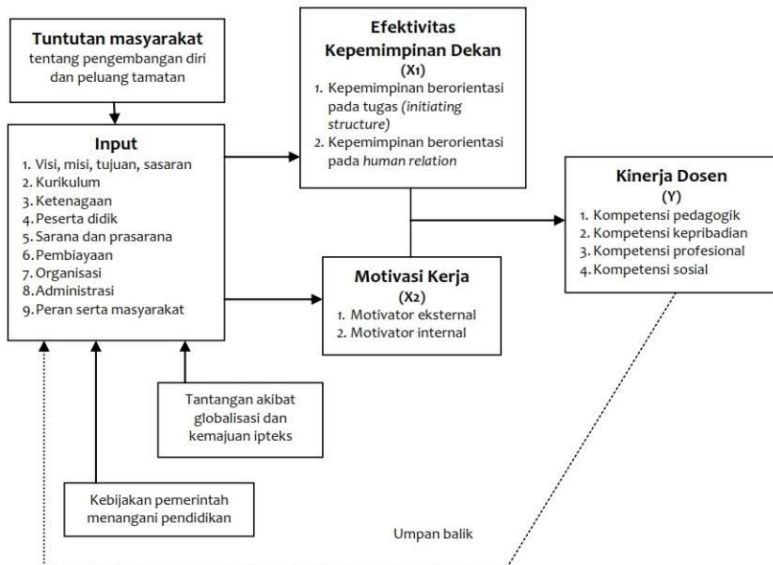 Tuntutan masyarakat
tentang pengembangan diri
dan peluang tamatan
Input
1. Visi, misi, tujuan, sasaran
2. Kurikulum
3. Ketenagaan
4. Peserta didik
5. Sarana dan prasarana
6. Pembiayaan
7. Organisasi
8. Administrasi
9. Peran serta masyarakat
Efektivitas
Kepemimpinan Dekan
(X1)
1. Kepemimpinan berorientasi
pada tugas (initiating
structure)
2. Kepemimpinan berorientasi
pada human relation
Motivasi Kerja
(X2)
1. Motivator eksternal
2. Motivator internal
Kinerja Dosen
(Y)
1. Kompetensi pedagogik
2. Kompetensi kepribadian
3. Kompetensi profesional
4. Kompetensi sosial
Tantangan akibat
globalisasi dan
kemajuan ipteks
Kebijakan pemerintah
menangani pendidikan
Umpan balik